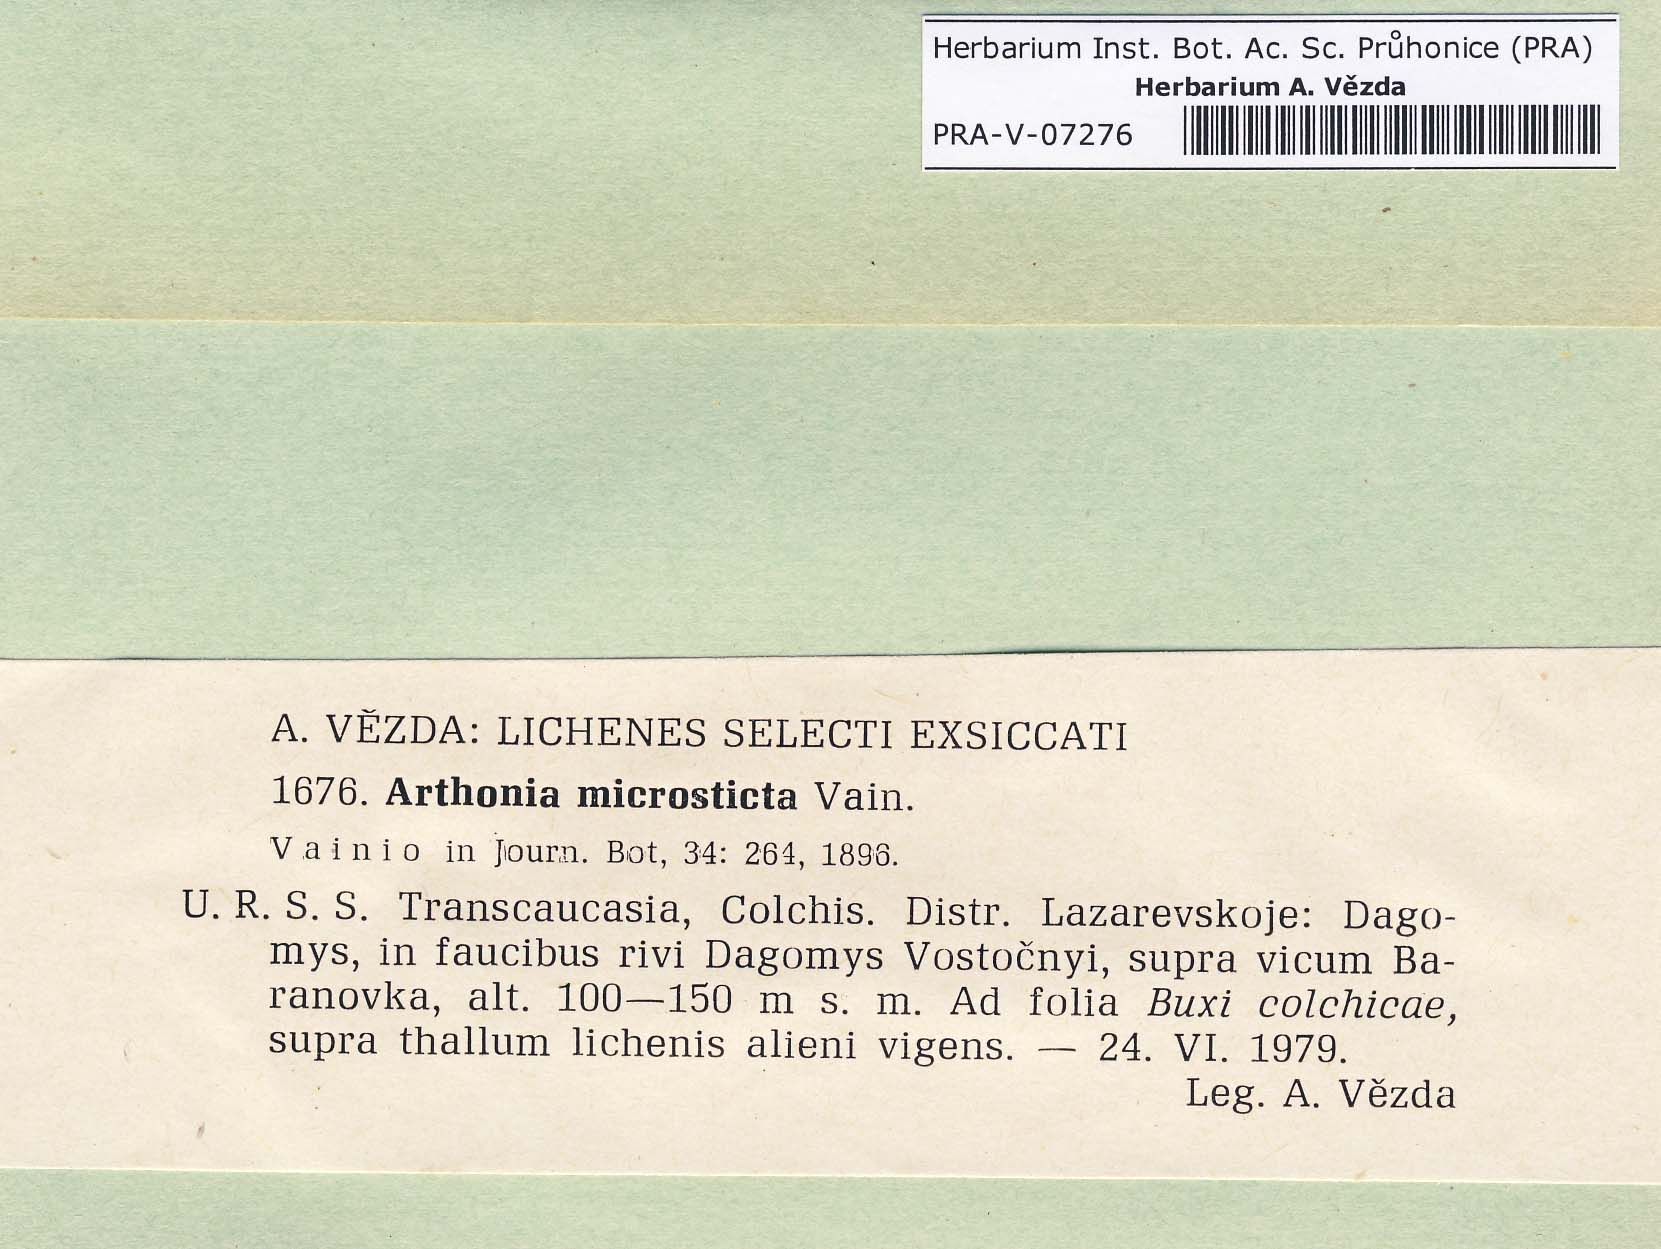 Herbarium Inst. Bot. Ac. Sc. Průhonice (PRA)
Herbarium A. Vězda
PRA-V-07276
A. VĚZDA: LICHENES SELECTI EXSICCATI
1676. Arthonia microsticta Vain.
Vainio in Journ. Bot, 34: 264, 1896.
U. R. S. S. Transcaucasia, Colchis. Distr. Lazarevskoje: Dago-
mys, in faucibus rivi Dagomys Vostočnyi, supra vicum Ba-
ranovka, alt. 100—150 m s. m. Ad folia Buxi colchicae,
supra thallum lichenis alieni vigens. — 24. VI. 1979.
Leg. A. Vězda